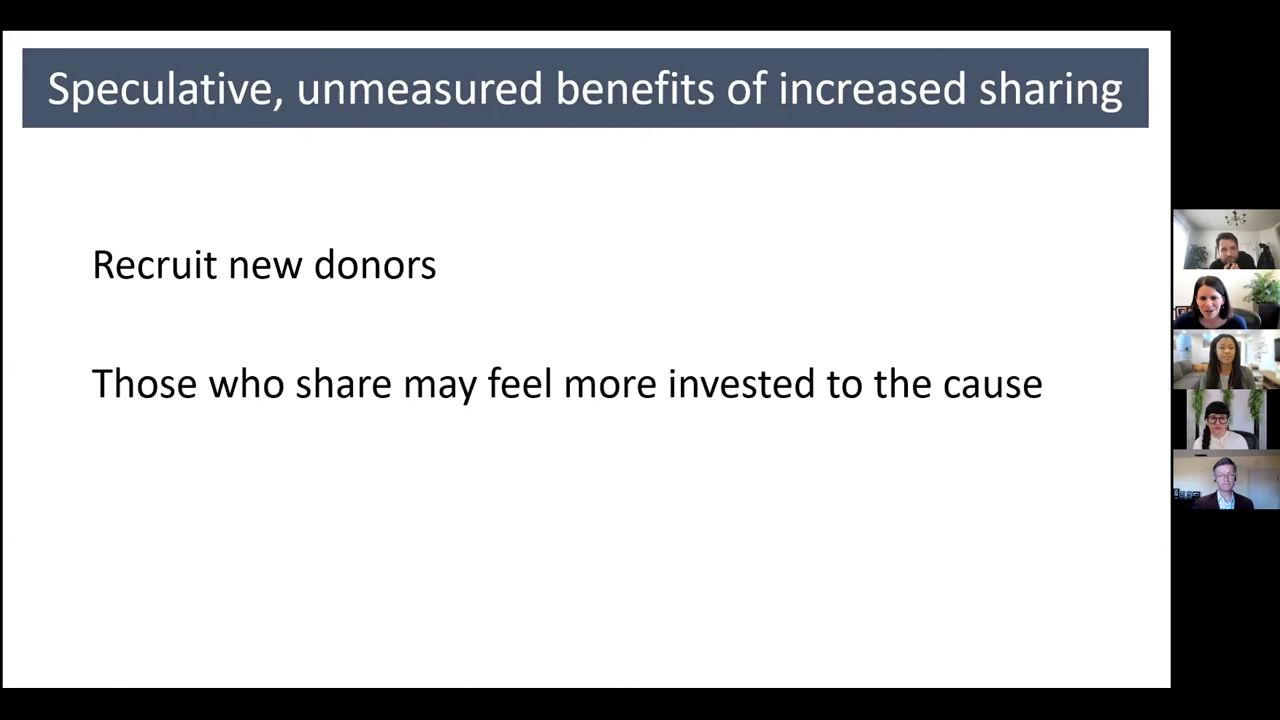 Speculative, unmeasured benefits of increased sharing
Recruit new donors
Those who share may feel more invested to the cause